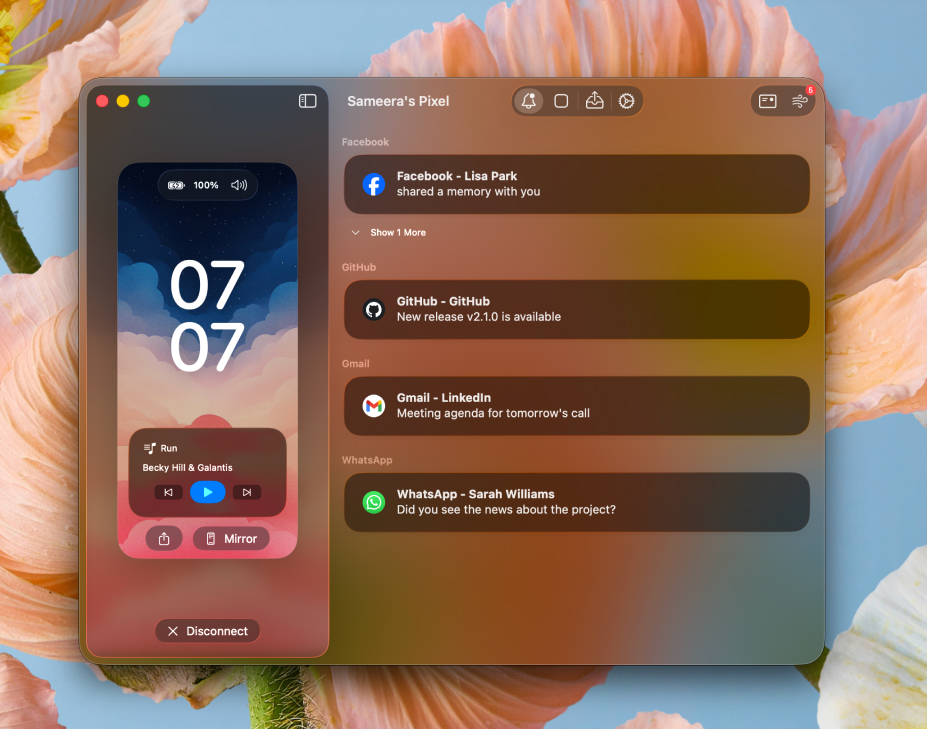 Sameera's Pixel
5
100%
07
07
Run
Becky Hill & Galantis
Mirror
Disconnect
Facebook
Facebook - Lisa Park
shared a memory with you
Show 1 More
GitHub
GitHub - GitHub
New release v2.1.0 is available
Gmail
Gmail - LinkedIn
Meeting agenda for tomorrow's call
WhatsApp
WhatsApp - Sarah Williams
Did you see the news about the project?